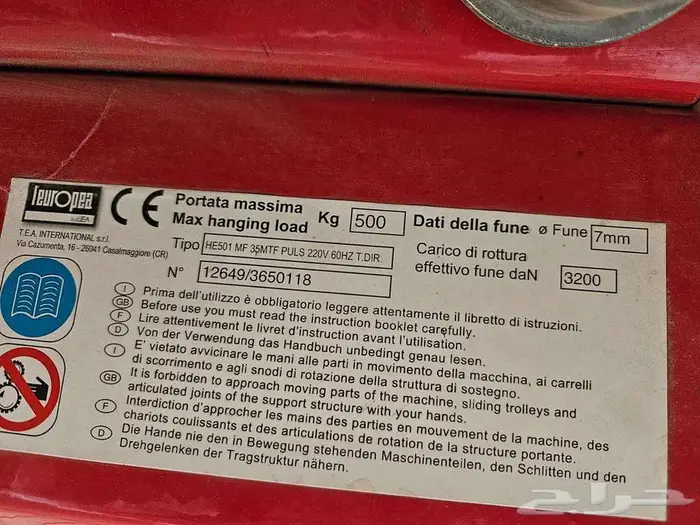 l'europea
by TEA
CE
Portata massima
Max hanging load
Kg 500
Dati della fune ø Fune 7mm
T.E.A. INTERNATIONAL s.r.l.
Via Cazumenta, 16 - 26041 Casalmaggiore (CR)
Tipo HE501 MF 35MTF PULS 220V 60HZ T.DIR.
Carico di rottura
effettivo fune daN 3200
N° 12649/3650118
I Prima dell'utilizzo è obbligatorio leggere attentamente il libretto di istruzioni.
GB Before use you must read the instruction booklet carefully.
F Lire attentivement le livret d'instruction avant l'utilisation.
D Von der Verwendung das Handbuch unbedingt genau lesen.
I E' vietato avvicinare le mani alle parti in movimento della macchina, ai carrelli
di scorrimento e agli snodi di rotazione della struttura di sostegno.
GB It is forbidden to approach moving parts of the machine, sliding trolleys and
articulated joints of the support structure with your hands.
F Interdiction d'approcher les mains des parties en mouvement de la machine, des
chariots coulissants et des articulations de rotation de la structure portante.
D Die Hande nie den in Bewegung stehenden Maschinenteilen, den Schlitten und den
Drehgelenken der Tragstruktur nähern.
حراج